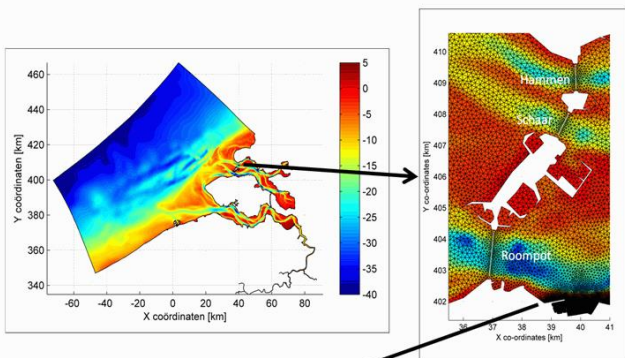 460
440
420
400
380
360
340
Y coördinaten [km]
-60 -40 -20 0 20 40 60 80
X coördinaten [km]
5
0
-5
-10
-15
-20
-25
-30
-35
-40
410
409
408
407
406
405
404
403
402
Y co-ordinates [km]
Hammen
Schaar
Roompot
36 37 38 39 40 41
X co-ordinates [km]